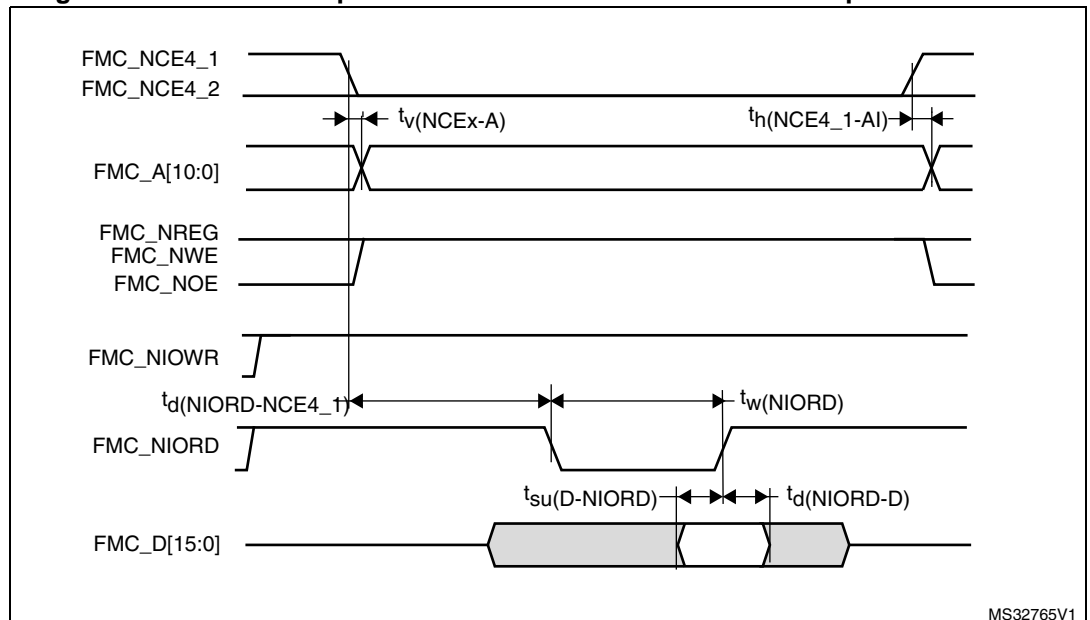 FMC_NCE4_1
FMC_NCE4_2
tv(NCEx-A)
th(NCE4_1-AI)
FMC_A[10:0]
FMC_NREG
FMC_NWE
FMC_NOE
FMC_NIOWR
td(NIORD-NCE4_1)
tw(NIORD)
FMC_NIORD
tsu(D-NIORD)
td(NIORD-D)
FMC_D[15:0]
MS32765V1